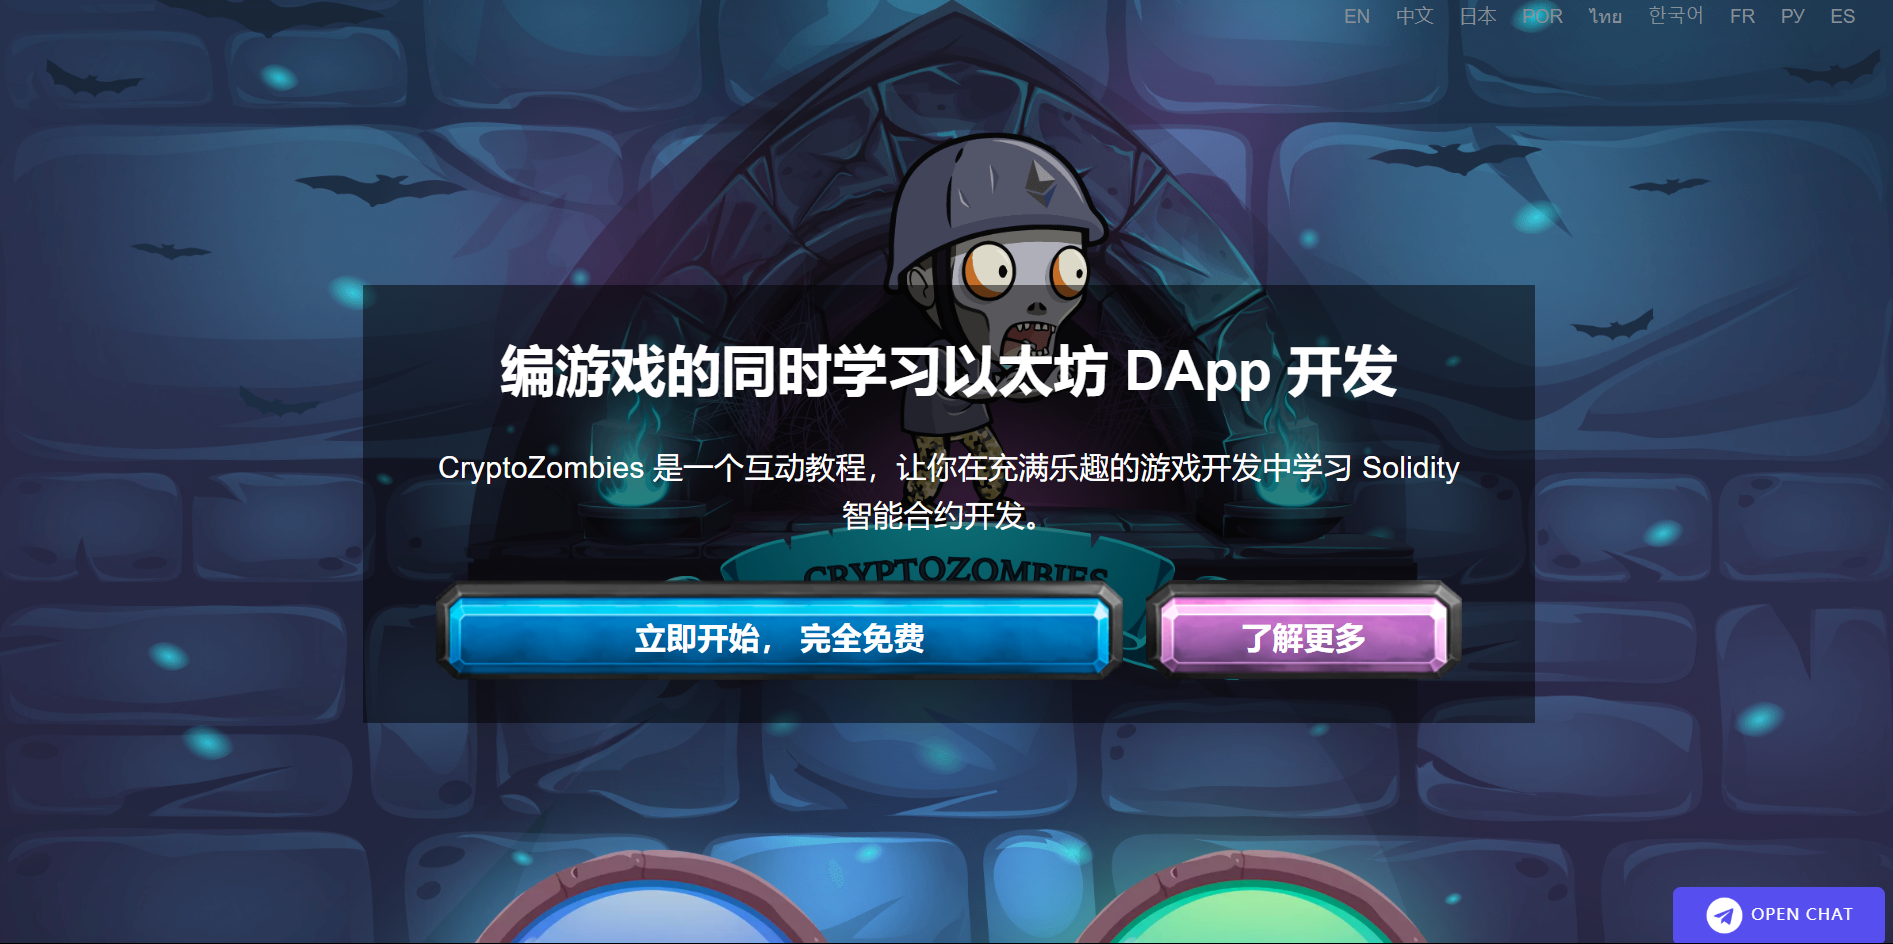 EN 中文 日本 POR ไทย 한국어 FR РУ ES
编游戏的同时学习以太坊 DApp 开发
CryptoZombies 是一个互动教程，让你在充满乐趣的游戏开发中学习 Solidity
智能合约开发。
CRYPTOZOMBIES
立即开始， 完全免费
了解更多
OPEN CHAT